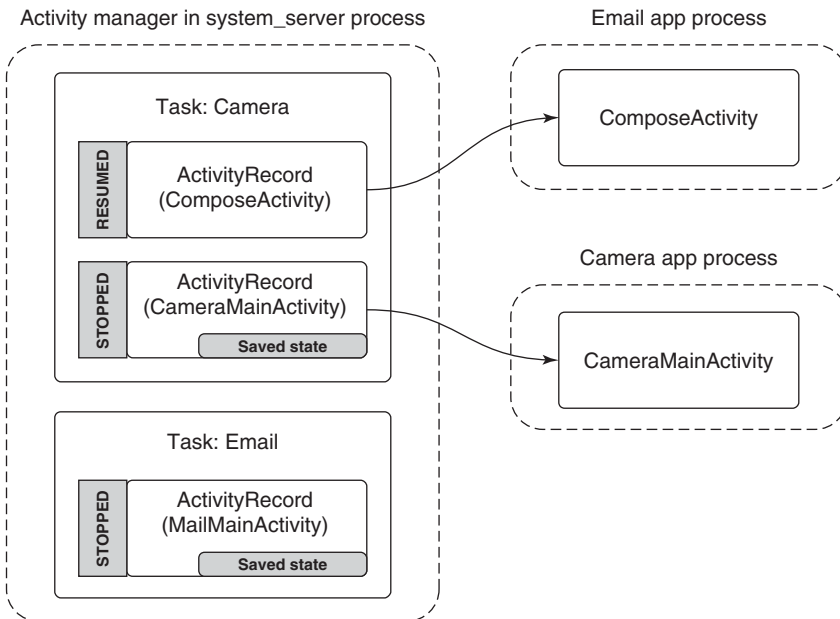 Activity manager in system_server process
Task: Camera
RESUMED
ActivityRecord
(ComposeActivity)
STOPPED
ActivityRecord
(CameraMainActivity)
Saved state
Task: Email
STOPPED
ActivityRecord
(MailMainActivity)
Saved state
Email app process
ComposeActivity
Camera app process
CameraMainActivity